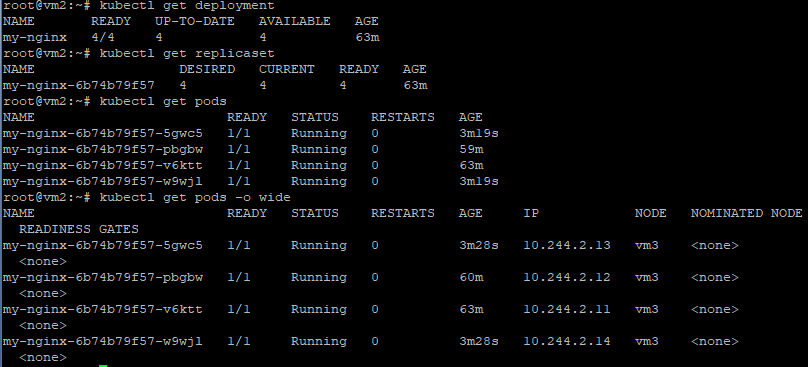 root@vm2:~# kubectl get deployment
NAME READY UP-TO-DATE AVAILABLE AGE
my-nginx 4/4 4 4 63m
root@vm2:~# kubectl get replicaset
NAME DESIRED CURRENT READY AGE
my-nginx-6b74b79f57 4 4 4 63m
root@vm2:~# kubectl get pods
NAME READY STATUS RESTARTS AGE
my-nginx-6b74b79f57-5gwc5 1/1 Running 0 3m19s
my-nginx-6b74b79f57-pbgbw 1/1 Running 0 59m
my-nginx-6b74b79f57-v6ktt 1/1 Running 0 63m
my-nginx-6b74b79f57-w9wjl 1/1 Running 0 3m19s
root@vm2:~# kubectl get pods -o wide
NAME READY STATUS RESTARTS AGE IP NODE NOMINATED NODE
READINESS GATES
my-nginx-6b74b79f57-5gwc5 1/1 Running 0 3m28s 10.244.2.13 vm3 <none>
<none>
my-nginx-6b74b79f57-pbgbw 1/1 Running 0 60m 10.244.2.12 vm3 <none>
<none>
my-nginx-6b74b79f57-v6ktt 1/1 Running 0 63m 10.244.2.11 vm3 <none>
<none>
my-nginx-6b74b79f57-w9wjl 1/1 Running 0 3m28s 10.244.2.14 vm3 <none>
<none>